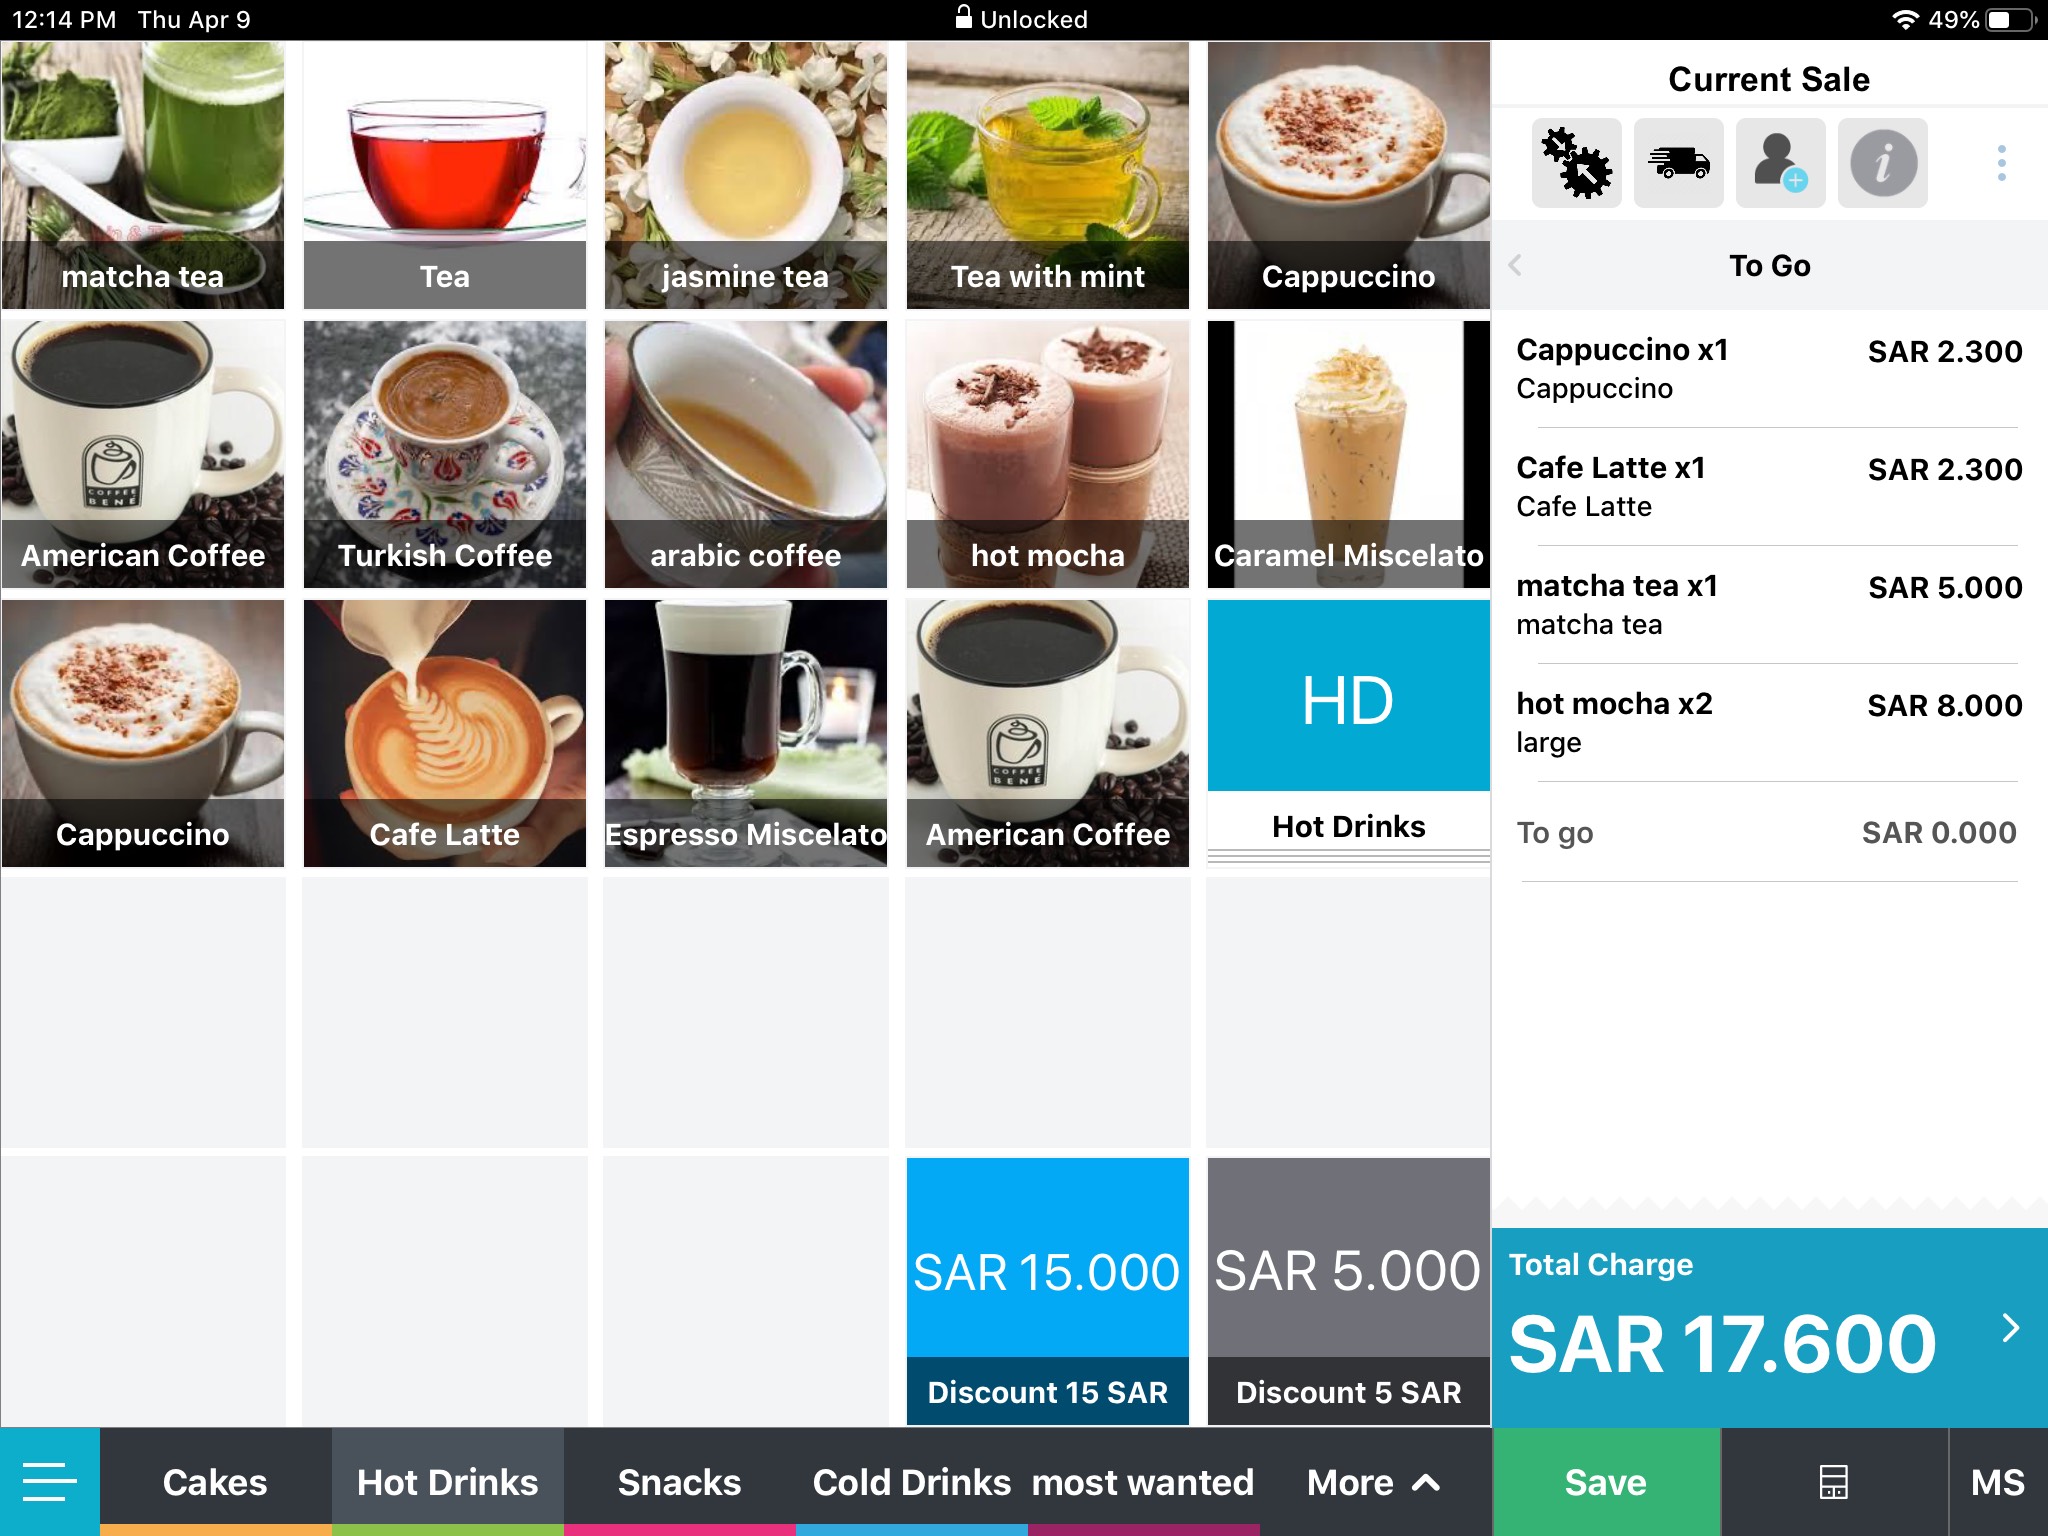 12:14 PM Thu Apr 9
Unlocked
49%
matcha tea
Tea
jasmine tea
Tea with mint
Cappuccino
American Coffee
COFFEE
BENE
Turkish Coffee
arabic coffee
hot mocha
Caramel Miscelato
Cappuccino
Cafe Latte
Espresso Miscelato
American Coffee
COFFEE
BENE
HD
Hot Drinks
SAR 15.000
Discount 15 SAR
SAR 5.000
Discount 5 SAR
Cakes
Hot Drinks
Snacks
Cold Drinks
most wanted
More
Current Sale
To Go
Cappuccino x1 SAR 2.300
Cappuccino
Cafe Latte x1 SAR 2.300
Cafe Latte
matcha tea x1 SAR 5.000
matcha tea
hot mocha x2 SAR 8.000
large
To go SAR 0.000
Total Charge
SAR 17.600
Save
MS